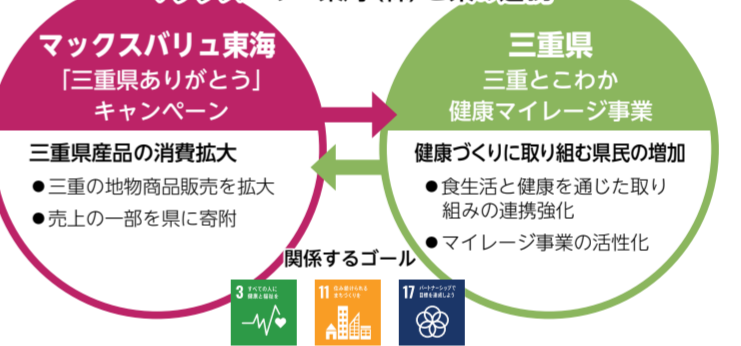 マックスバリュ東海
「三重県ありがとう」
キャンペーン
三重県産品の消費拡大
●三重の地物商品販売を拡大
●売上の一部を県に寄附
三重県
三重とこわか
健康マイレージ事業
健康づくりに取り組む県民の増加
●食生活と健康を通じた取り
組みの連携強化
●マイレージ事業の活性化
関係するゴール
3 すべての人に
健康と福祉を
11 住み続けられる
まちづくりを
17 パートナーシップで
目標を達成しよう